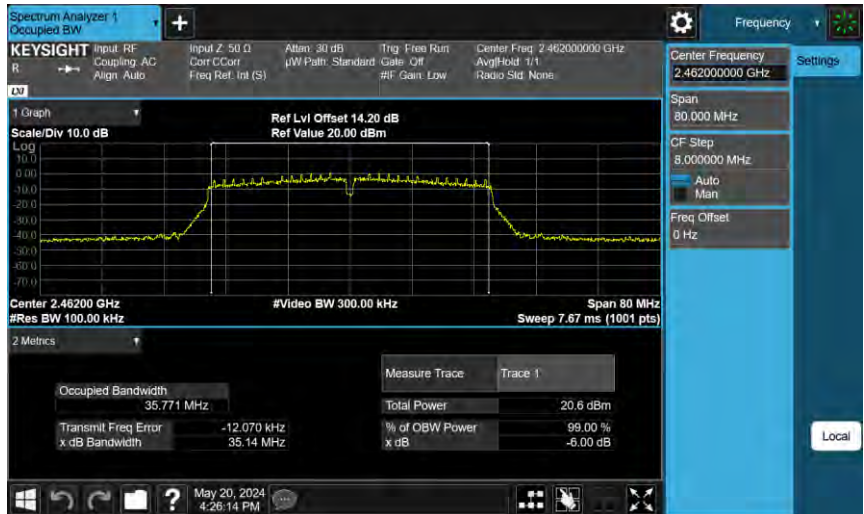 Spectrum Analyzer 1
Occupied BW
Frequency
KEYSIGHT
Input: RF
Coupling: AC
Align: Auto
Input Z: 50 Ω
Corr CCorr
Freq Ref: Int (S)
Atten: 30 dB
µW Path: Standard
Trig: Free Run
Gate: Off
#IF Gain: Low
Center Freq: 2.462000000 GHz
Avg|Hold: 1/1
Radio Std: None
R
LXI
1 Graph
Scale/Div 10.0 dB
Ref Lvl Offset 14.20 dB
Ref Value 20.00 dBm
Log
10.0
0.00
-10.0
-20.0
-30.0
-40.0
-50.0
-60.0
-70.0
Center 2.46200 GHz
#Res BW 100.00 kHz
#Video BW 300.00 kHz
Span 80 MHz
Sweep 7.67 ms (1001 pts)
2 Metrics
Measure Trace
Trace 1
Occupied Bandwidth
35.771 MHz
Total Power
20.6 dBm
Transmit Freq Error
-12.070 kHz
% of OBW Power
99.00 %
x dB Bandwidth
35.14 MHz
x dB
-6.00 dB
Center Frequency
2.462000000 GHz
Settings
Span
80.000 MHz
CF Step
8.000000 MHz
Auto
Man
Freq Offset
0 Hz
Local
May 20, 2024
4:26:14 PM